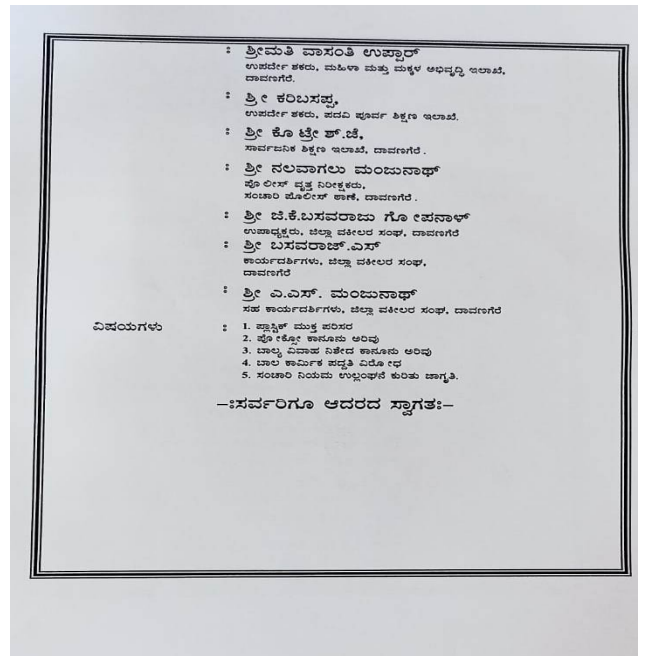 : ಶ್ರೀಮತಿ ವಾಸಂತಿ ಉಪ್ಪಾರ್
ಉಪದೇರ್ಶಕರು, ಮಹಿಳಾ ಮತ್ತು ಮಕ್ಕಳ ಅಭಿವೃದ್ಧಿ ಇಲಾಖೆ,
ದಾವಣಗೆರೆ.
: ಶ್ರೀ ಕರಿಬಸಪ್ಪ,
ಉಪದೇರ್ಶಕರು, ಪದವಿ ಪೂರ್ವ ಶಿಕ್ಷಣ ಇಲಾಖೆ.
: ಶ್ರೀ ಕೊಟ್ರೇಶ್.ಜೆ,
ಸಾರ್ವಜನಿಕ ಶಿಕ್ಷಣ ಇಲಾಖೆ, ದಾವಣಗೆರೆ.
: ಶ್ರೀ ನಲವಾಗಲು ಮಂಜುನಾಥ್
ಪೊಲೀಸ್ ವೃತ್ತ ನಿರೀಕ್ಷಕರು,
ಸಂಚಾರಿ ಪೊಲೀಸ್ ಠಾಣೆ, ದಾವಣಗೆರೆ.
: ಶ್ರೀ ಜಿ.ಕೆ.ಬಸವರಾಜು ಗೋಪನಾಳ್
ಉಪಾಧ್ಯಕ್ಷರು, ಜಿಲ್ಲಾ ವಕೀಲರ ಸಂಘ, ದಾವಣಗೆರೆ
: ಶ್ರೀ ಬಸವರಾಜ್.ಎಸ್
ಕಾರ್ಯದರ್ಶಿಗಳು, ಜಿಲ್ಲಾ ವಕೀಲರ ಸಂಘ,
ದಾವಣಗೆರೆ
: ಶ್ರೀ ಎ.ಎಸ್. ಮಂಜುನಾಥ್
ಸಹ ಕಾರ್ಯದರ್ಶಿಗಳು, ಜಿಲ್ಲಾ ವಕೀಲರ ಸಂಘ, ದಾವಣಗೆರೆ
ವಿಷಯಗಳು : 1. ಪ್ಲಾಸ್ಟಿಕ್ ಮುಕ್ತ ಪರಿಸರ
2. ಪೋಕ್ಸೋ ಕಾನೂನು ಅರಿವು
3. ಬಾಲ್ಯ ವಿವಾಹ ನಿಶೇದ ಕಾನೂನು ಅರಿವು
4. ಬಾಲ ಕಾರ್ಮಿಕ ಪದ್ದತಿ ವಿರೋಧ
5. ಸಂಚಾರಿ ನಿಯಮ ಉಲ್ಲಂಘನೆ ಕುರಿತು ಜಾಗೃತಿ.
–ಃಸರ್ವರಿಗೂ ಆದರದ ಸ್ವಾಗತಃ–